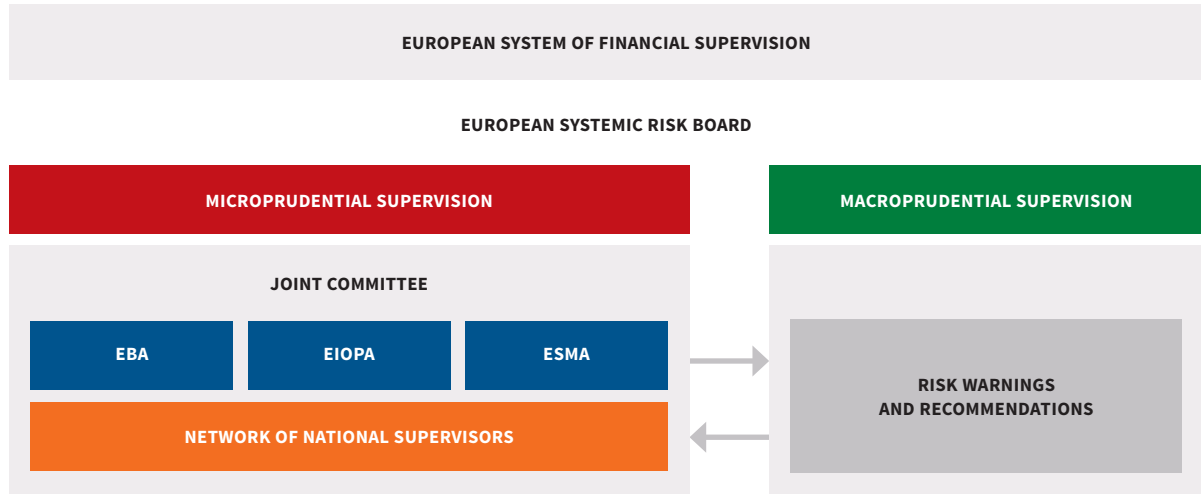 EUROPEAN SYSTEM OF FINANCIAL SUPERVISION
EUROPEAN SYSTEMIC RISK BOARD
MICROPRUDENTIAL SUPERVISION
MACROPRUDENTIAL SUPERVISION
JOINT COMMITTEE
EBA
EIOPA
ESMA
NETWORK OF NATIONAL SUPERVISORS
RISK WARNINGS
AND RECOMMENDATIONS